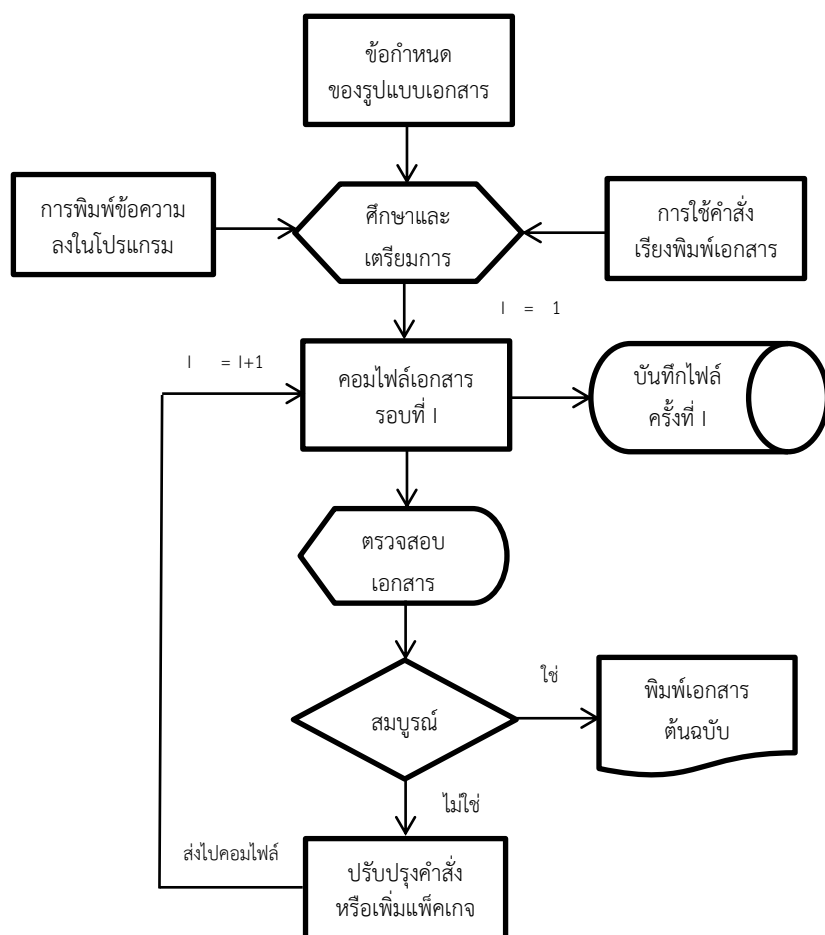 ข้อกำหนด
ของรูปแบบเอกสาร
การพิมพ์ข้อความ
ลงในโปรแกรม
ศึกษาและ
เตรียมการ
การใช้คำสั่ง
เรียงพิมพ์เอกสาร
I = 1
I = I+1
คอมไฟล์เอกสาร
รอบที่ I
บันทึกไฟล์
ครั้งที่ I
ตรวจสอบ
เอกสาร
สมบูรณ์
ใช่
พิมพ์เอกสาร
ต้นฉบับ
ไม่ใช่
ส่งไปคอมไฟล์
ปรับปรุงคำสั่ง
หรือเพิ่มแพ็คเกจ